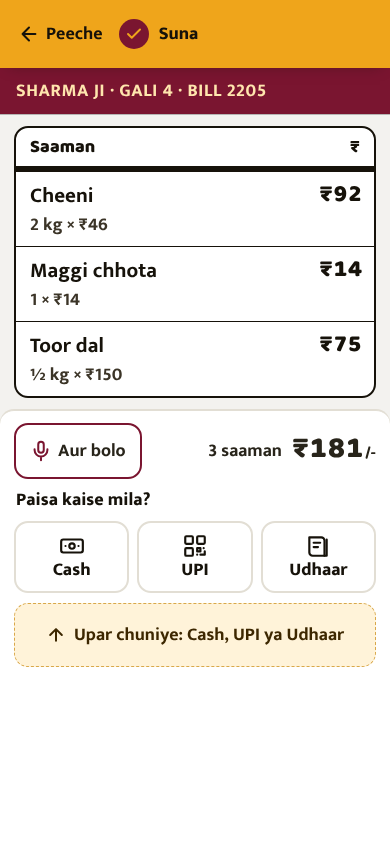 Peeche Suna
SHARMA JI · GALI 4 · BILL 2205
Saaman ₹
Cheeni ₹92
2 kg × ₹46
Maggi chhota ₹14
1 × ₹14
Toor dal ₹75
½ kg × ₹150
Aur bolo 3 saaman ₹181/-
Paisa kaise mila?
Cash UPI Udhaar
Upar chuniye: Cash, UPI ya Udhaar